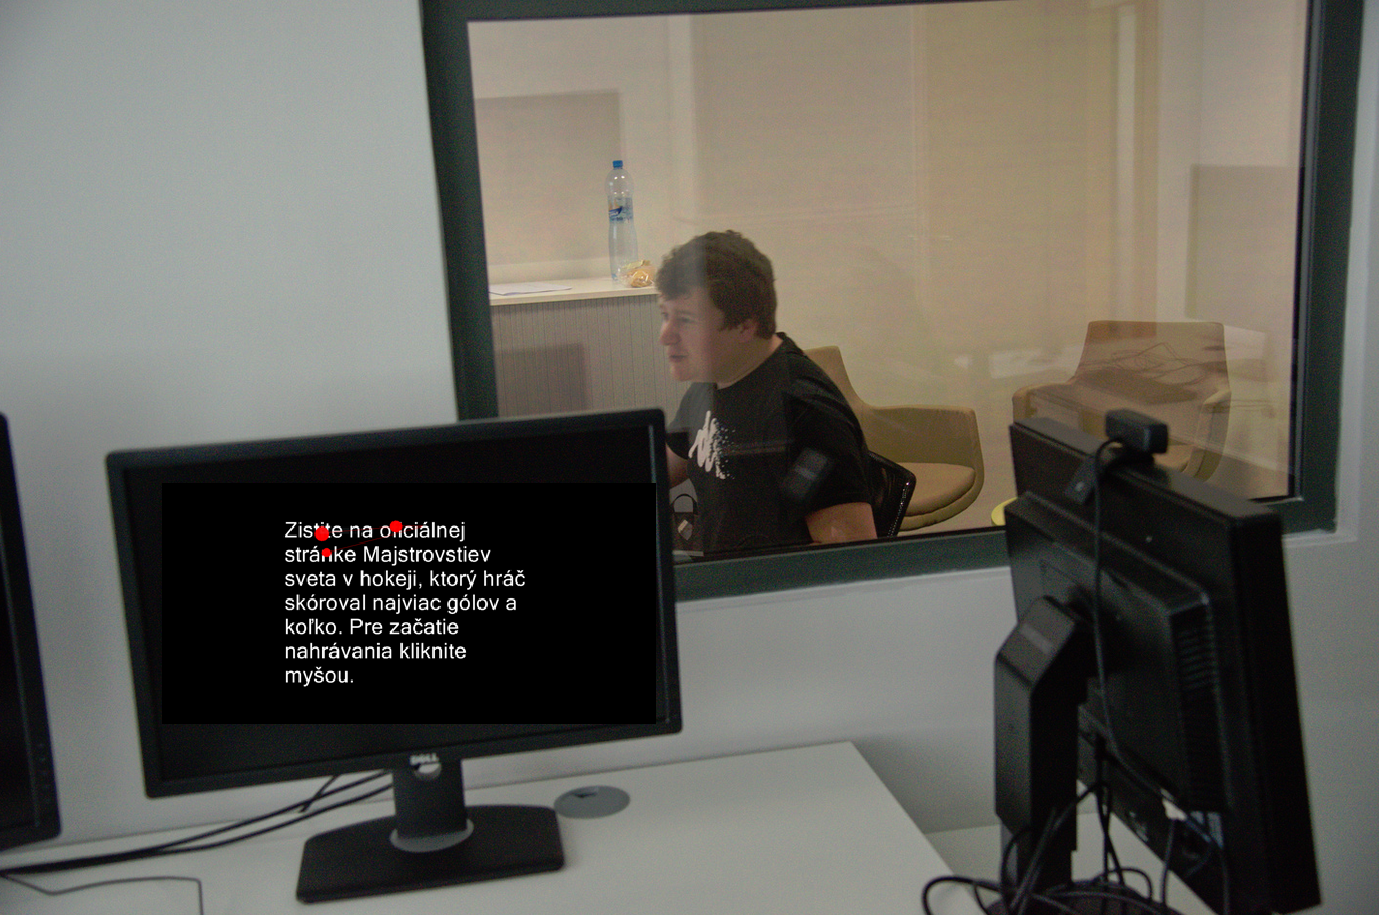 Zistite na oficiálnej
stránke Majstrovstiev
sveta v hokeji, ktorý hráč
skóroval najviac gólov a
koľko. Pre začatie
nahrávania kliknite
myšou.
DELL